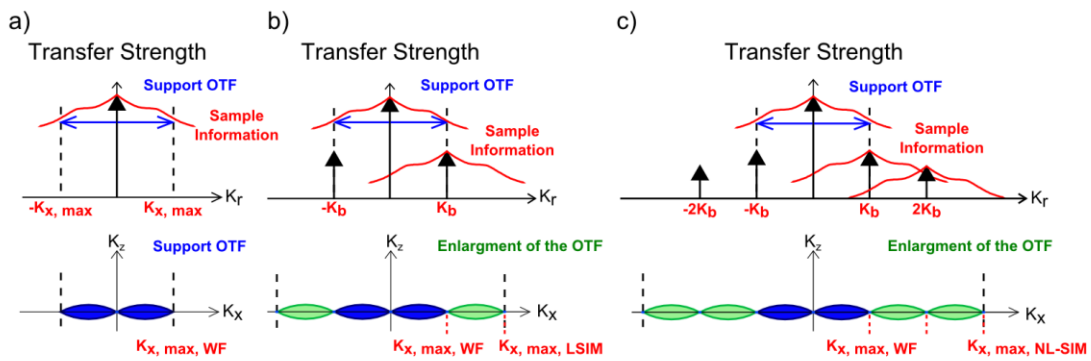 a)
Transfer Strength
Support OTF
Sample
Information
-Kx, max
Kx, max
Kr
Kz
Support OTF
Kx
Kx, max, WF
b)
Transfer Strength
Support OTF
Sample
Information
-Kb
Kb
Kr
Kz
Enlargment of the OTF
Kx
Kx, max, WF
Kx, max, LSIM
c)
Transfer Strength
Support OTF
Sample
Information
-2Kb
-Kb
Kb
2Kb
Kr
Kz
Enlargment of the OTF
Kx
Kx, max, WF
Kx, max, NL-SIM